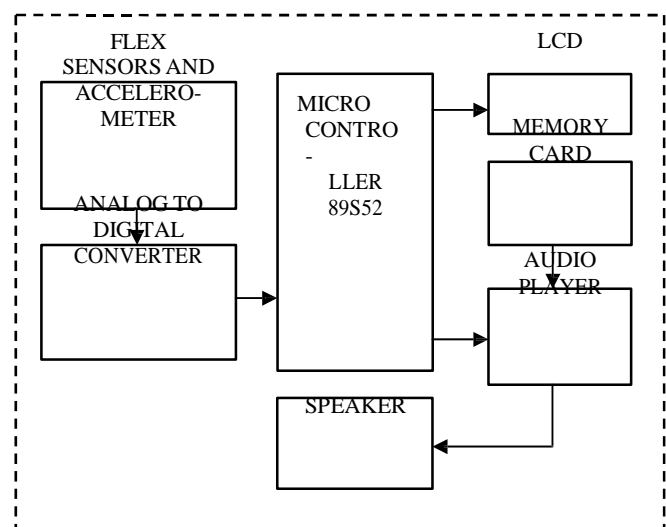 FLEX
SENSORS AND
ACCELERO-
METER
ANALOG TO
DIGITAL
CONVERTER
MICRO
CONTRO
-
LLER
89S52
LCD
MEMORY
CARD
AUDIO
PLAYER
SPEAKER